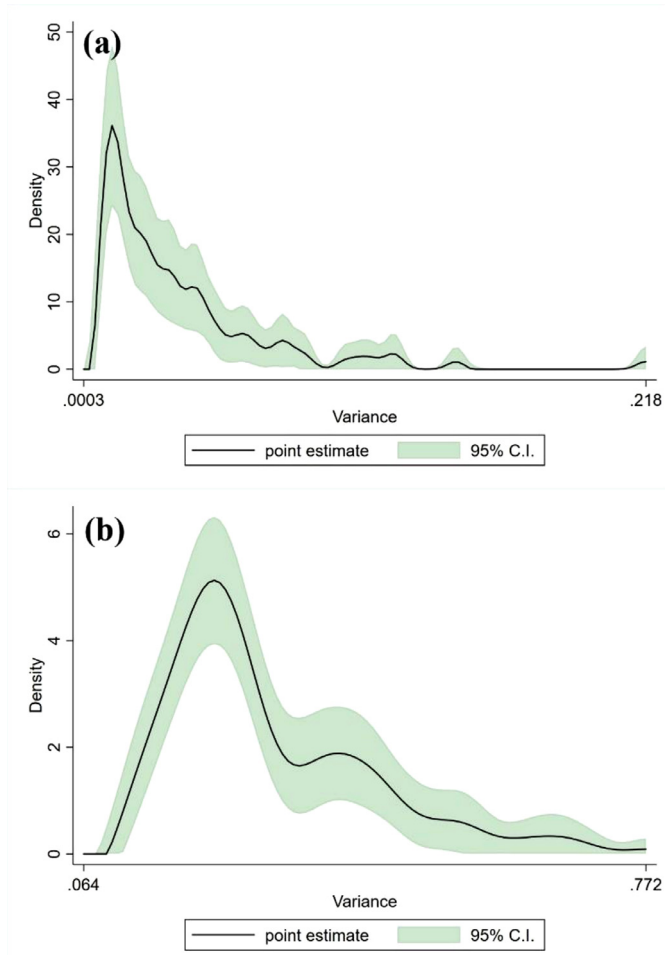 (a)
50
40
30
20
10
0
Density
.0003
.218
Variance
point estimate
95% C.I.
(b)
6
4
2
0
Density
.064
.772
Variance
point estimate
95% C.I.